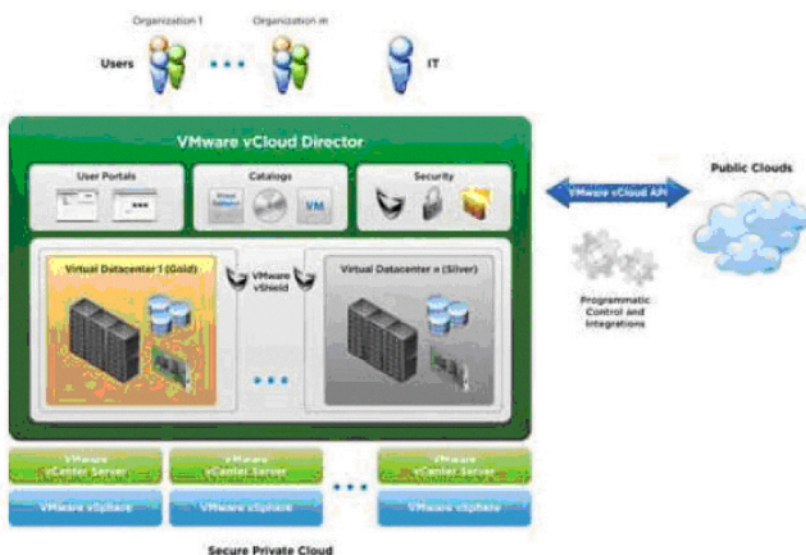 Organization 1
Organization m
Users
IT
VMware vCloud Director
User Portals
Catalogs
Security
VM
VMware vCloud API
Public Clouds
Virtual Datacenter 1 (Gold)
VMware
vShield
Virtual Datacenter n (Silver)
Programmatic
Control and
Integrations
VMware
vCenter Server
VMware
vCenter Server
VMware
vCenter Server
VMware vSphere
VMware vSphere
VMware vSphere
Secure Private Cloud